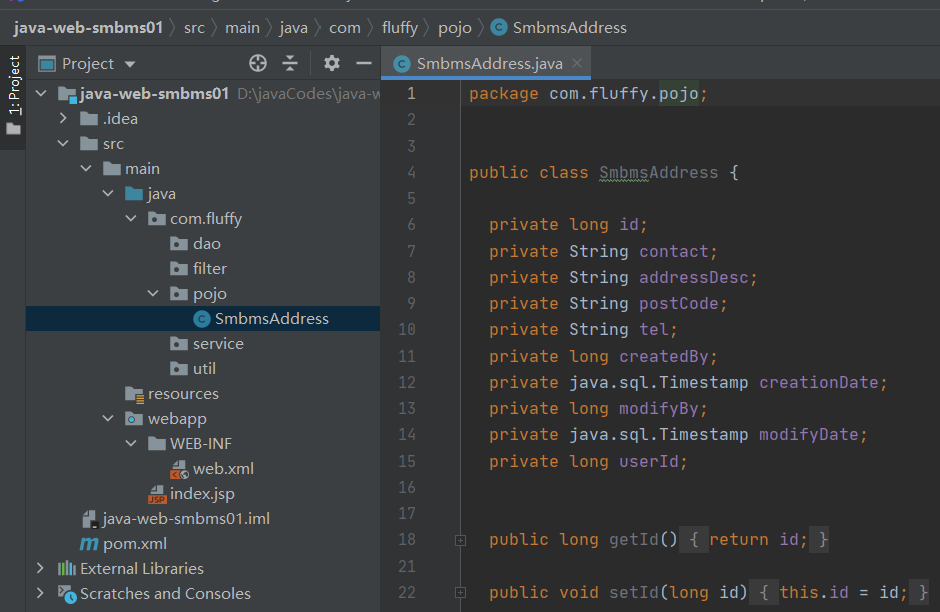 java-web-smbms01 src main java com fluffy pojo SmbmsAddress
1: Project
Project
SmbmsAddress.java
java-web-smbms01 D:\javaCodes\java-w
.idea
src
main
java
com.fluffy
dao
filter
pojo
SmbmsAddress
service
util
resources
webapp
WEB-INF
web.xml
index.jsp
java-web-smbms01.iml
pom.xml
External Libraries
Scratches and Consoles
1 package com.fluffy.pojo;
2
3
4 public class SmbmsAddress {
5
6 private long id;
7 private String contact;
8 private String addressDesc;
9 private String postCode;
10 private String tel;
11 private long createdBy;
12 private java.sql.Timestamp creationDate;
13 private long modifyBy;
14 private java.sql.Timestamp modifyDate;
15 private long userId;
16
17
18 public long getId() { return id; }
21
22 public void setId(long id) { this.id = id; }